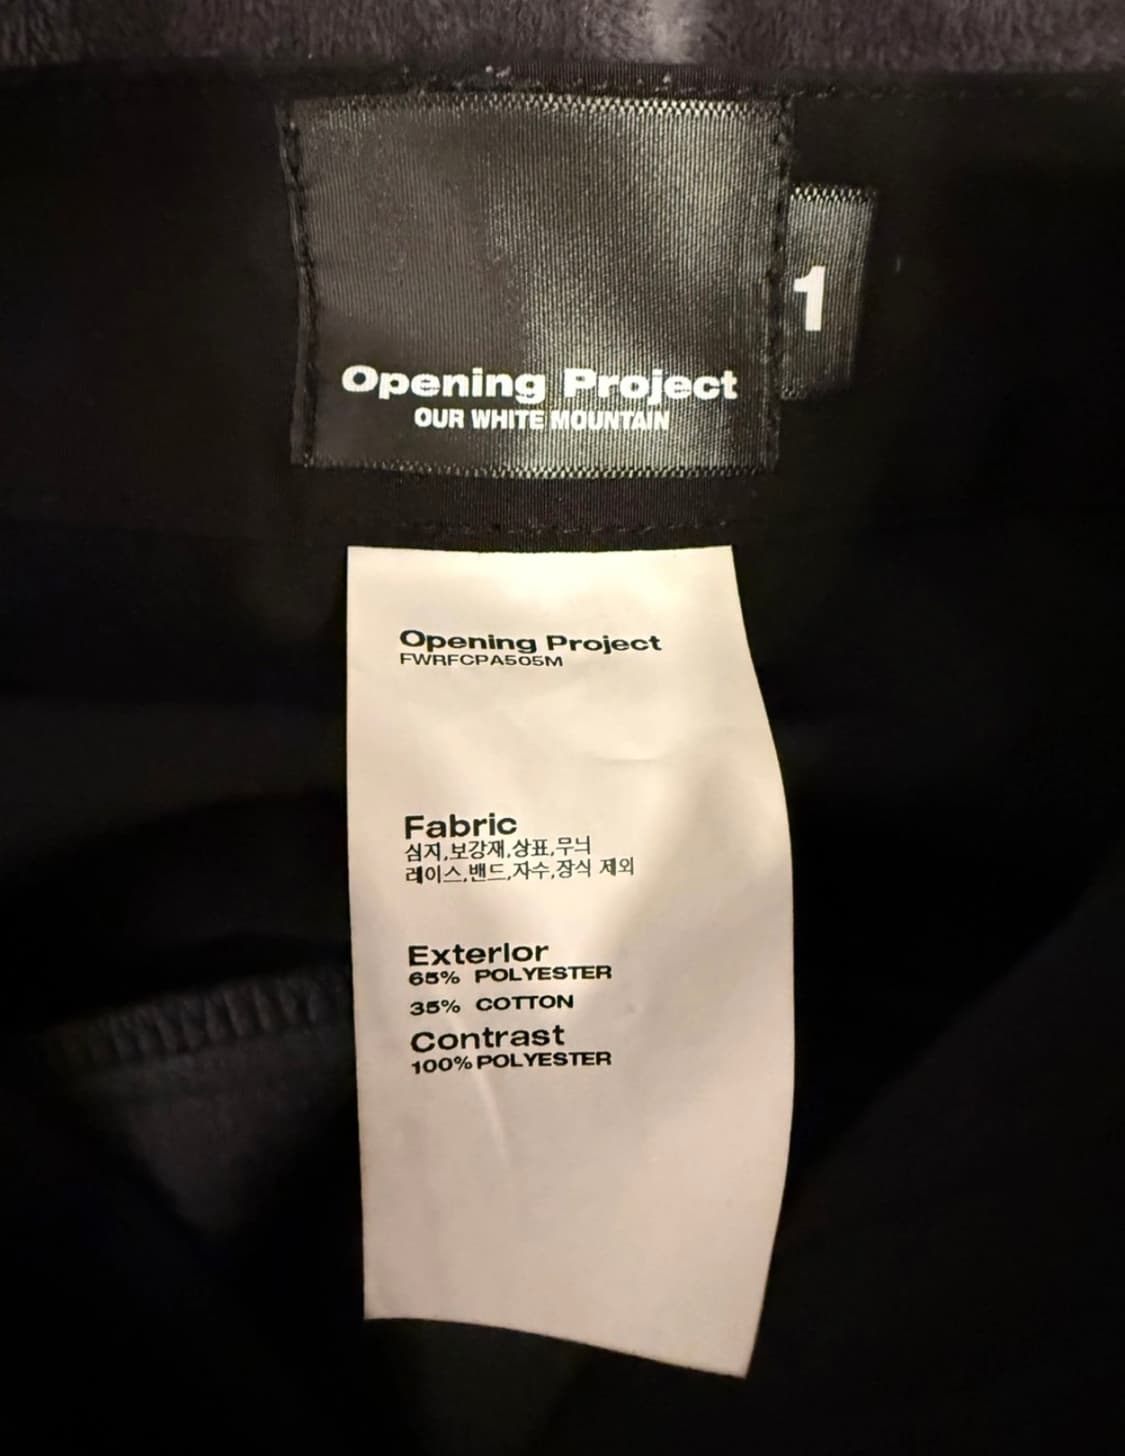 Opening Project
OUR WHITE MOUNTAIN
1
Opening Project
FWRFCPA505M
Fabric
심지,보강재,상표,무늬
레이스,밴드,자수,장식 제외
Exterior
65% POLYESTER
35% COTTON
Contrast
100% POLYESTER